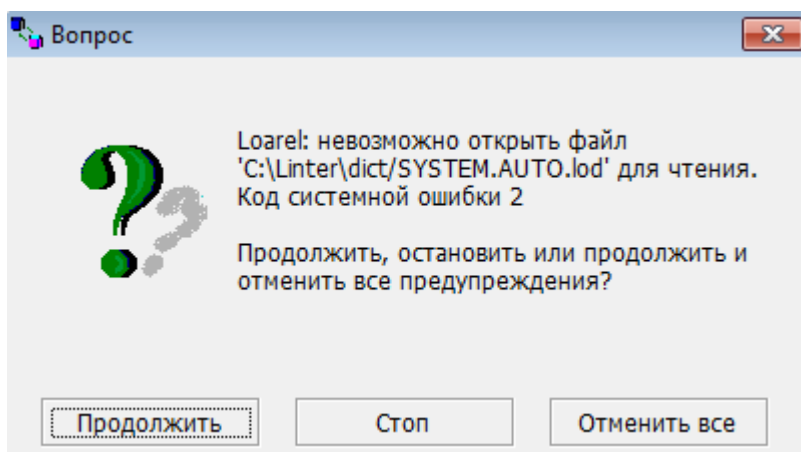 Вопрос
Loarel: невозможно открыть файл
'C:\Linter\dict/SYSTEM.AUTO.lod' для чтения.
Код системной ошибки 2
Продолжить, остановить или продолжить и
отменить все предупреждения?
Продолжить Стоп Отменить все